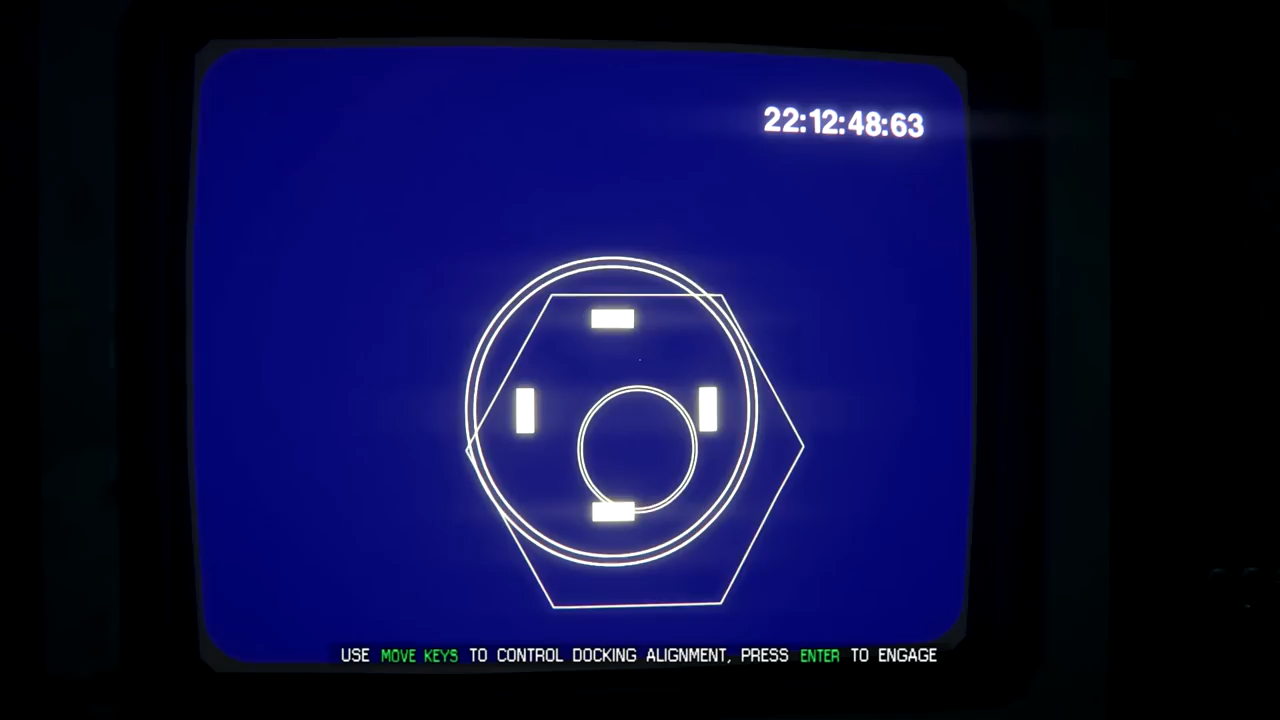 22:12:48:63
USE MOVE KEYS TO CONTROL DOCKING ALIGNMENT, PRESS ENTER TO ENGAGE